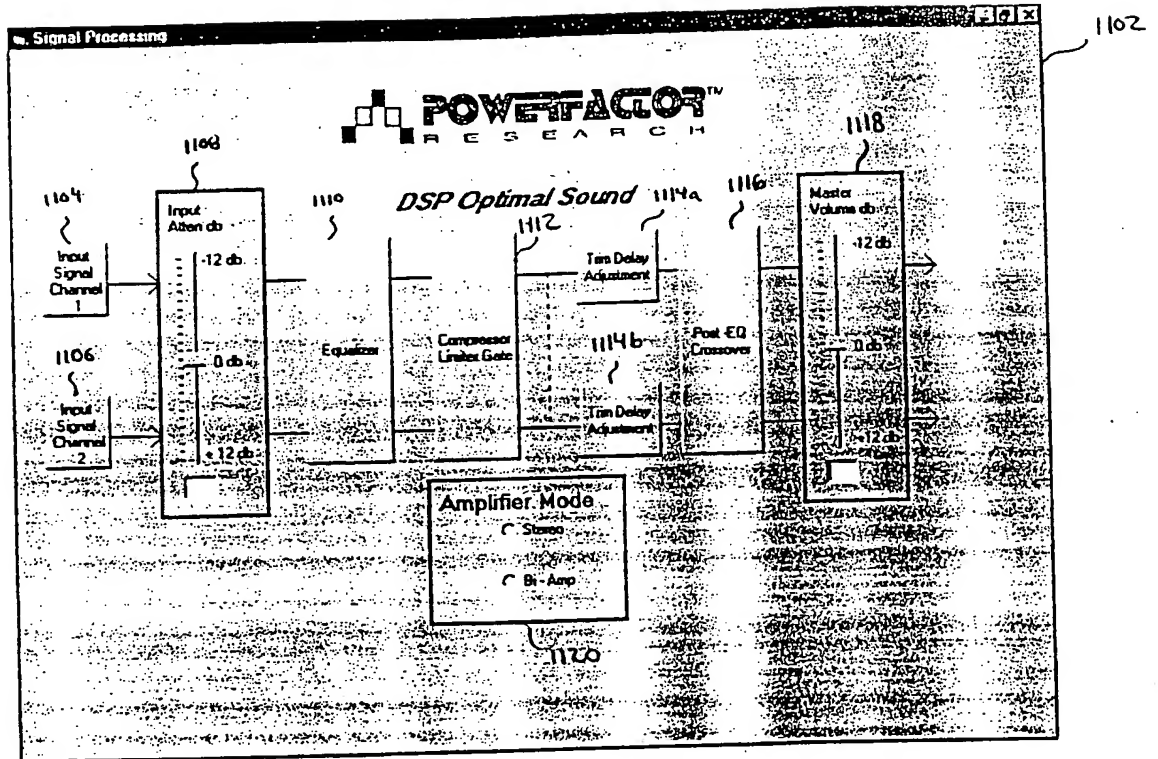 Signal Processing
1102
POWERFACTOR™
RESEARCH
1108
1118
1104
Input
Atten db
1110
DSP Optimal Sound
1114a
1116
Master
Volume db
1112
-12 db
-12 db
Input
Signal
Channel
1
Trim Delay
Adjustment
1106
0 db
Equalizer
Compressor
Limiter Gate
1114b
Post-EQ
Crossover
0 db
Input
Signal
Channel
2
Trim Delay
Adjustment
+12 db
+12 db
Amplifier Mode
Stereo
Bi-Amp
1120